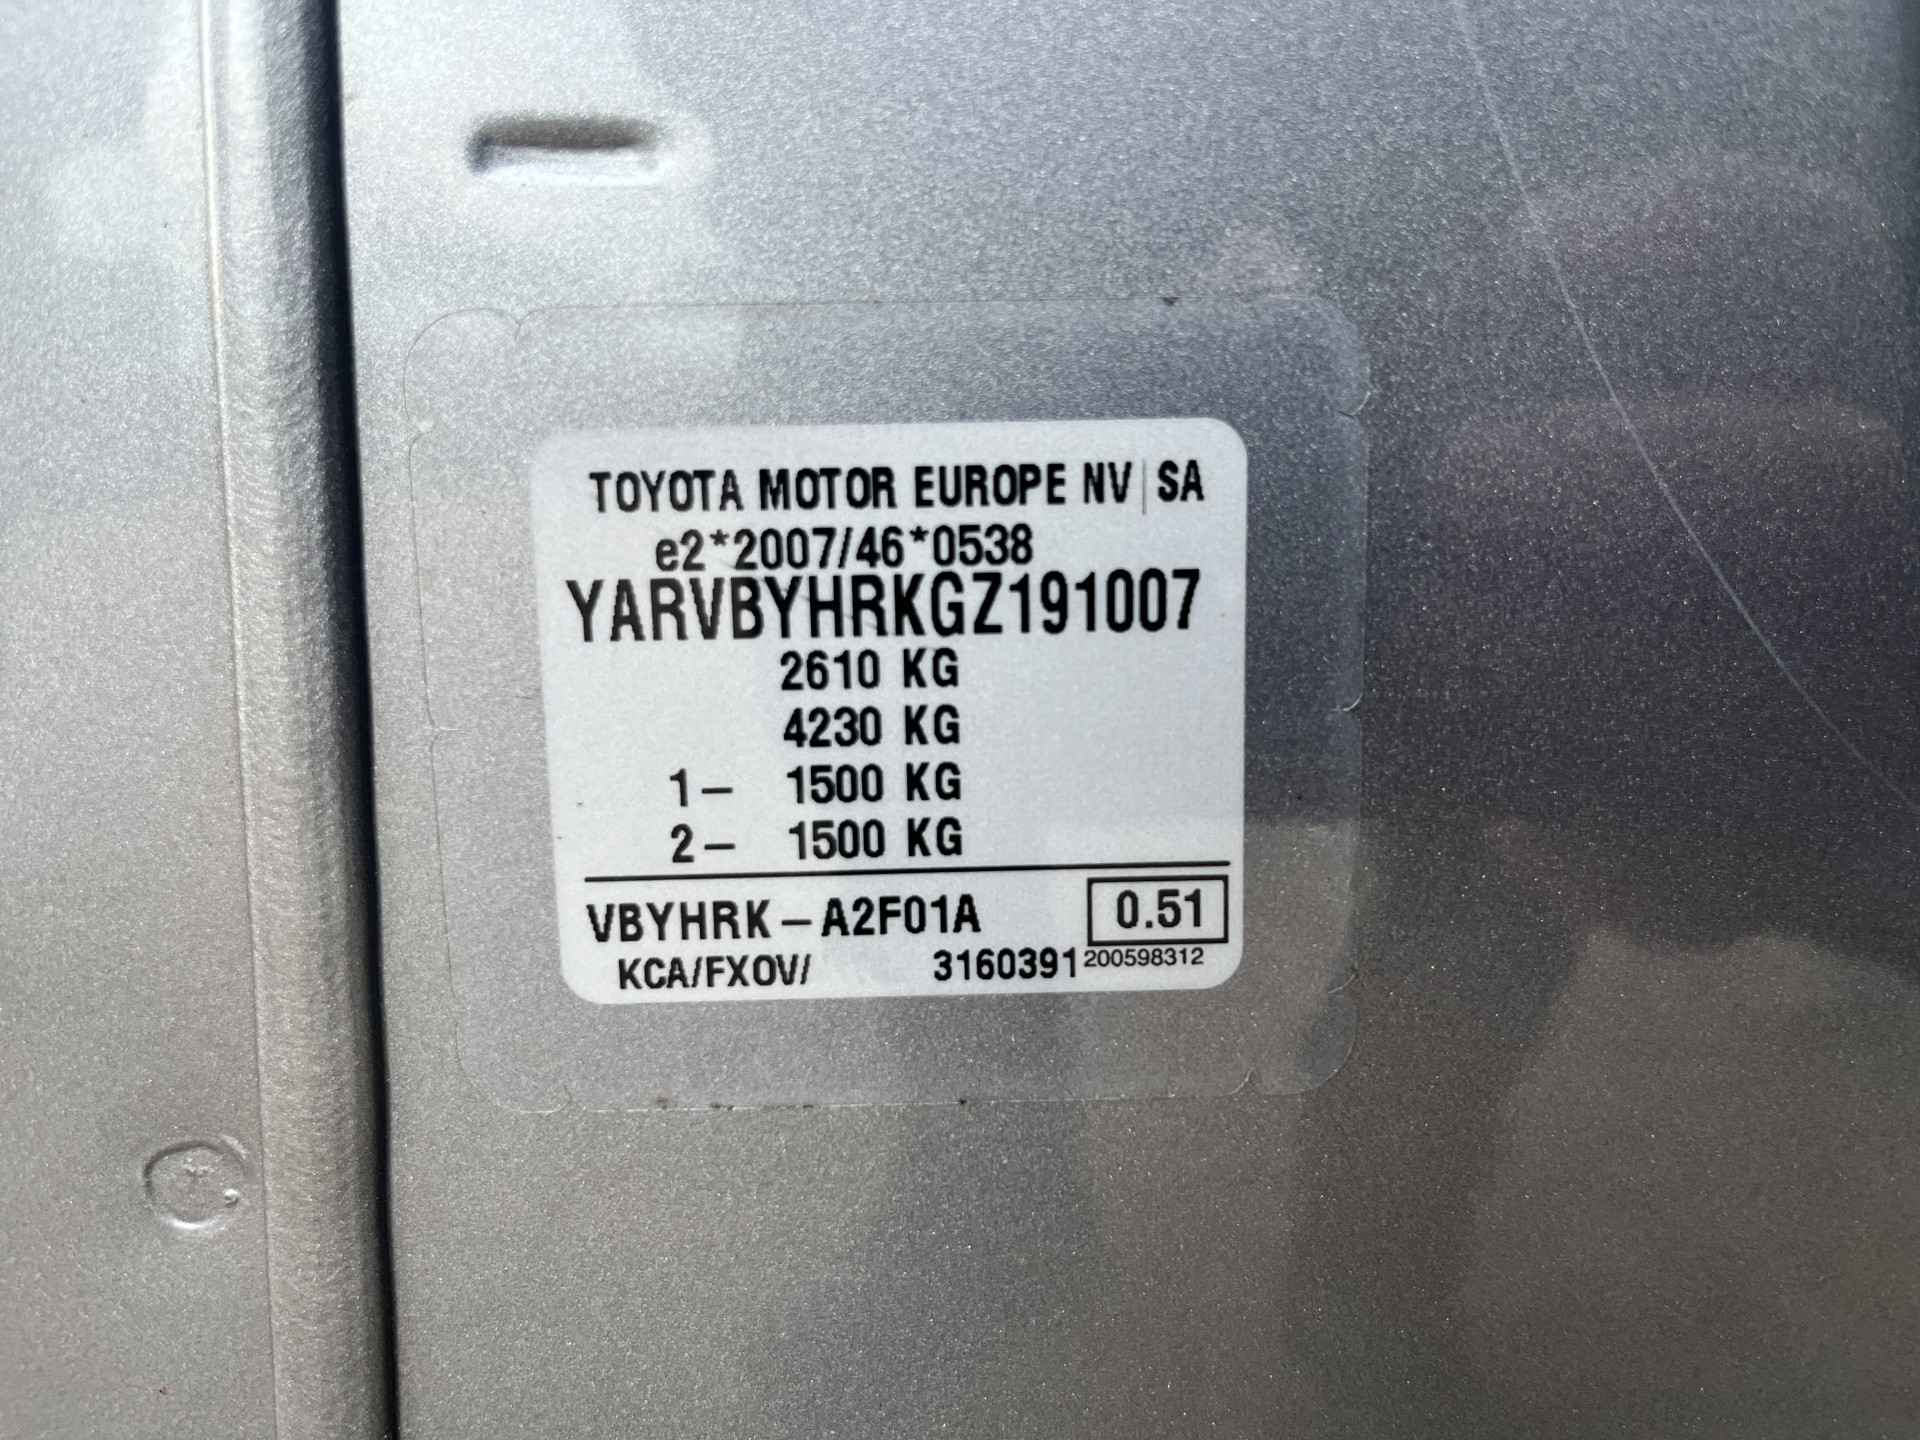 TOYOTA MOTOR EUROPE NV | SA
e2*2007/46*0538
YARVBYHRKGZ191007
2610 KG
4230 KG
1 – 1500 KG
2 – 1500 KG
VBYHRK – A2F01A 0.51
KCA/FXOV/ 3160391 200598312